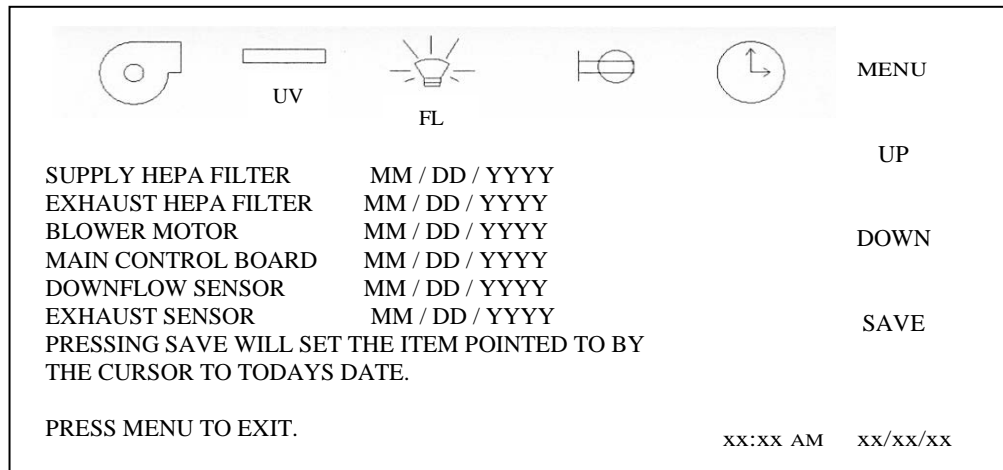 MENU
UV
FL
UP
SUPPLY HEPA FILTER MM / DD / YYYY
EXHAUST HEPA FILTER MM / DD / YYYY
BLOWER MOTOR MM / DD / YYYY
DOWN
MAIN CONTROL BOARD MM / DD / YYYY
DOWNFLOW SENSOR MM / DD / YYYY
EXHAUST SENSOR MM / DD / YYYY
SAVE
PRESSING SAVE WILL SET THE ITEM POINTED TO BY
THE CURSOR TO TODAYS DATE.
PRESS MENU TO EXIT.
xx:xx AM xx/xx/xx